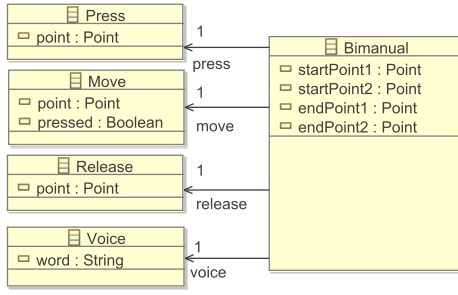 Press
point : Point
1
press
Move
point : Point
pressed : Boolean
1
move
Release
point : Point
1
release
Voice
word : String
1
voice
Bimanual
startPoint1 : Point
startPoint2 : Point
endPoint1 : Point
endPoint2 : Point